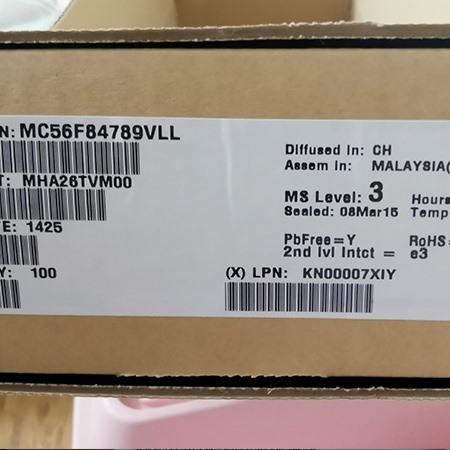 N: MC56F84789VLL
T: MHA26TVM00
E: 1425
Y: 100
Diffused in: CH
Assem in: MALAYSIA(
MS Level: 3 Hours
Sealed: 08Mar15 Temp
PbFree=Y RoHS=
2nd lvl Intct = e3
(X) LPN: KN00007XIY